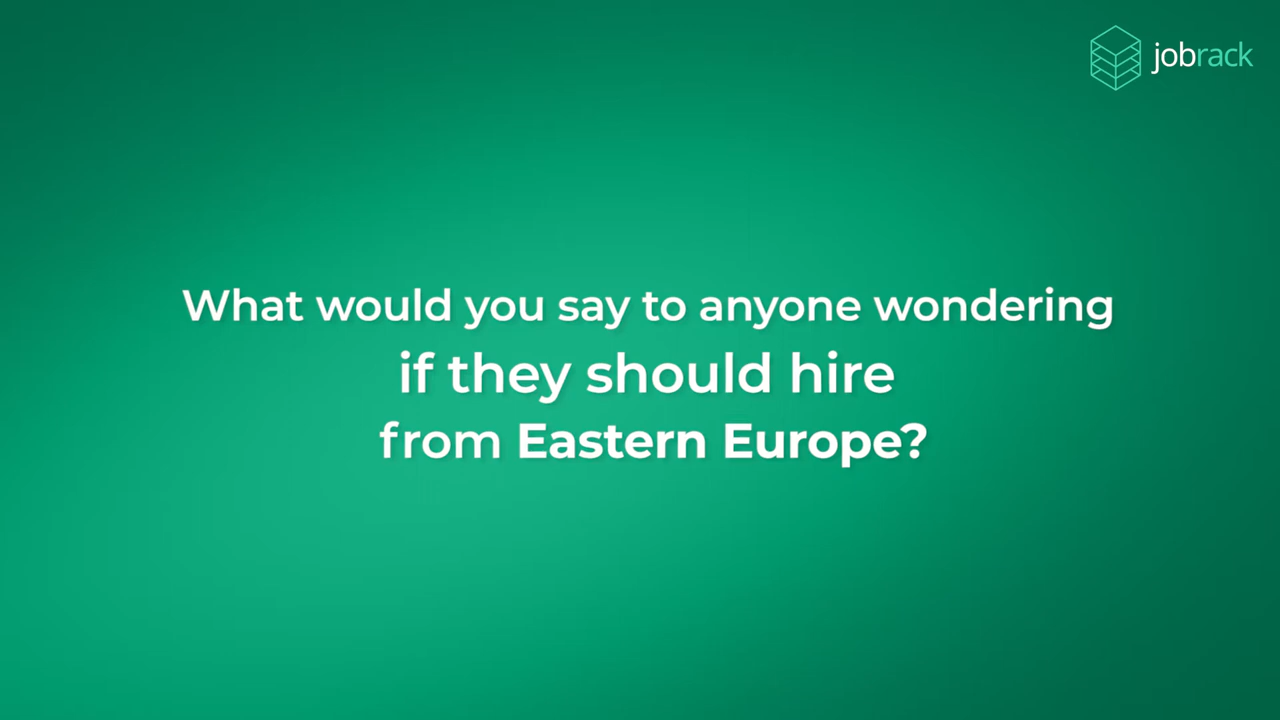 jobrack
What would you say to anyone wondering
if they should hire
from Eastern Europe?